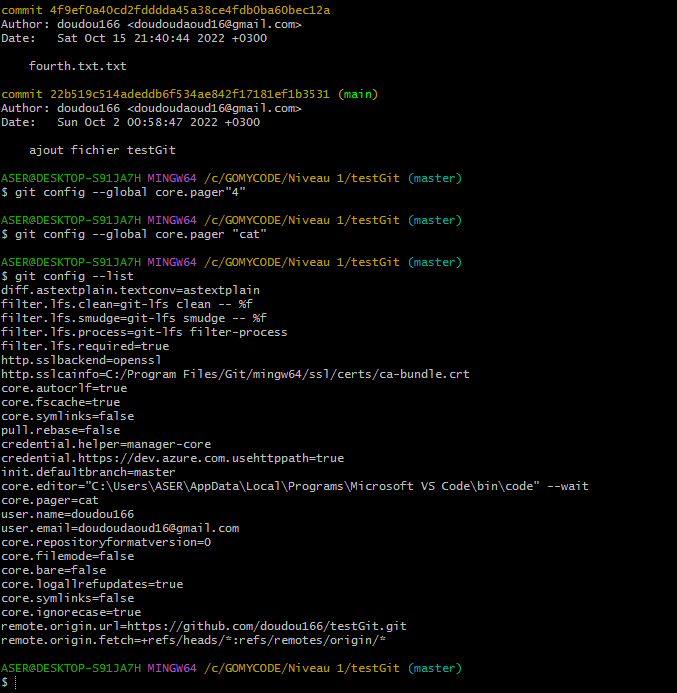 commit 4f9ef0a40cd2fdddda45a38ce4fdb0ba60bec12a
Author: doudou166 <doudoudaoud16@gmail.com>
Date:   Sat Oct 15 21:40:44 2022 +0300
fourth.txt.txt
commit 22b519c514adeddb6f534ae842f17181ef1b3531 (main)
Author: doudou166 <doudoudaoud16@gmail.com>
Date:   Sun Oct 2 00:58:47 2022 +0300
ajout fichier testGit
ASER@DESKTOP-S91JA7H MINGW64 /c/GOMYCODE/Niveau 1/testGit (master)
$ git config --global core.pager"4"
ASER@DESKTOP-S91JA7H MINGW64 /c/GOMYCODE/Niveau 1/testGit (master)
$ git config --global core.pager "cat"
ASER@DESKTOP-S91JA7H MINGW64 /c/GOMYCODE/Niveau 1/testGit (master)
$ git config --list
diff.astextplain.textconv=astextplain
filter.lfs.clean=git-lfs clean -- %f
filter.lfs.smudge=git-lfs smudge -- %f
filter.lfs.process=git-lfs filter-process
filter.lfs.required=true
http.sslbackend=openssl
http.sslcainfo=C:/Program Files/Git/mingw64/ssl/certs/ca-bundle.crt
core.autocrlf=true
core.fscache=true
core.symlinks=false
pull.rebase=false
credential.helper=manager-core
credential.https://dev.azure.com.usehttppath=true
init.defaultbranch=master
core.editor="C:\Users\ASER\AppData\Local\Programs\Microsoft VS Code\bin\code" --wait
core.pager=cat
user.name=doudou166
user.email=doudoudaoud16@gmail.com
core.repositoryformatversion=0
core.filemode=false
core.bare=false
core.logallrefupdates=true
core.symlinks=false
core.ignorecase=true
remote.origin.url=https://github.com/doudou166/testGit.git
remote.origin.fetch=+refs/heads/*:refs/remotes/origin/*
ASER@DESKTOP-S91JA7H MINGW64 /c/GOMYCODE/Niveau 1/testGit (master)
$